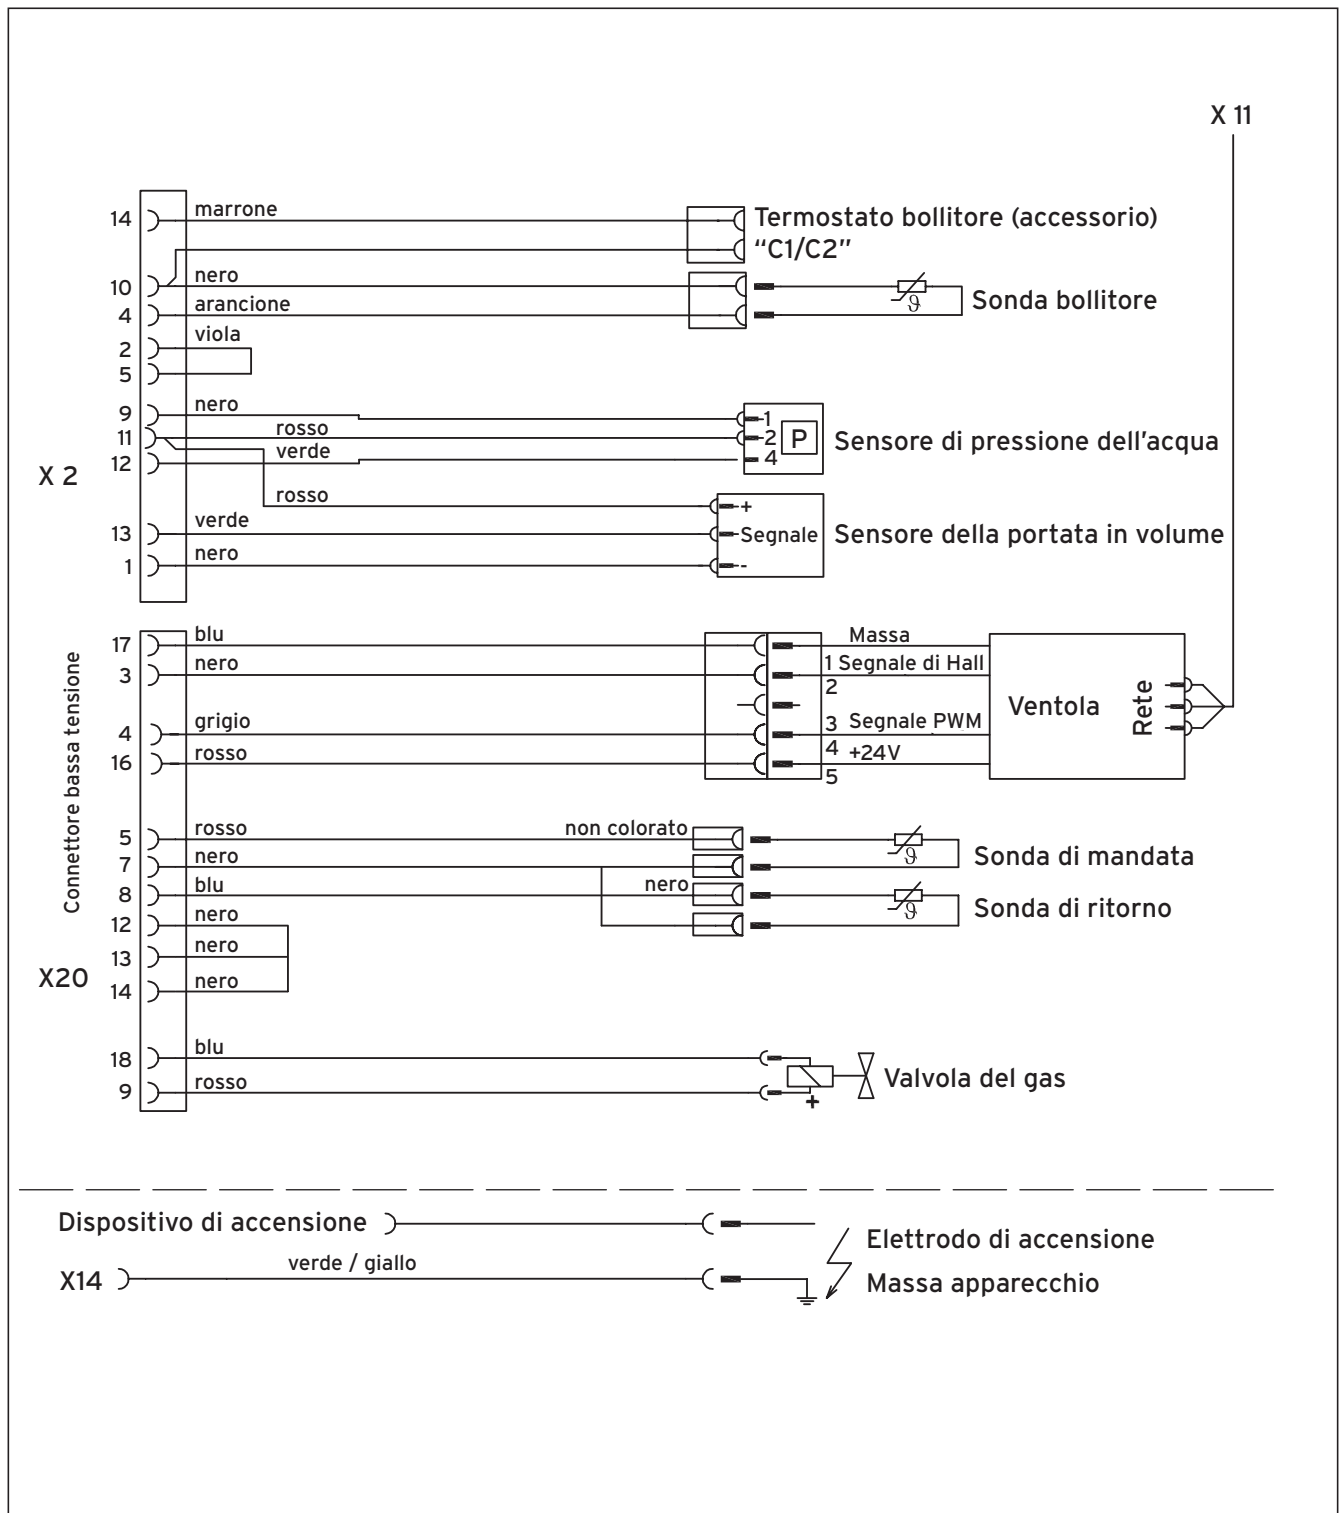 X 11
14 marrone
Termostato bollitore (accessorio)
“C1/C2”
10 nero
4 arancione
ϑ
Sonda bollitore
2 viola
5
9 nero 1
11 rosso 2 P
12 verde 4
Sensore di pressione dell’acqua
X 2
rosso +
13 verde Segnale
Sensore della portata in volume
1 nero -
Connettore bassa tensione
17 blu Massa
3 nero 1 Segnale di Hall
2
4 grigio 3 Segnale PWM
16 rosso 4 +24V
5
Ventola
Rete
5 rosso non colorato
7 nero ϑ
Sonda di mandata
8 blu nero
ϑ
Sonda di ritorno
12 nero
13 nero
X20
14 nero
18 blu
9 rosso
+
Valvola del gas
Dispositivo di accensione
Elettrodo di accensione
X14 verde / giallo
Massa apparecchio